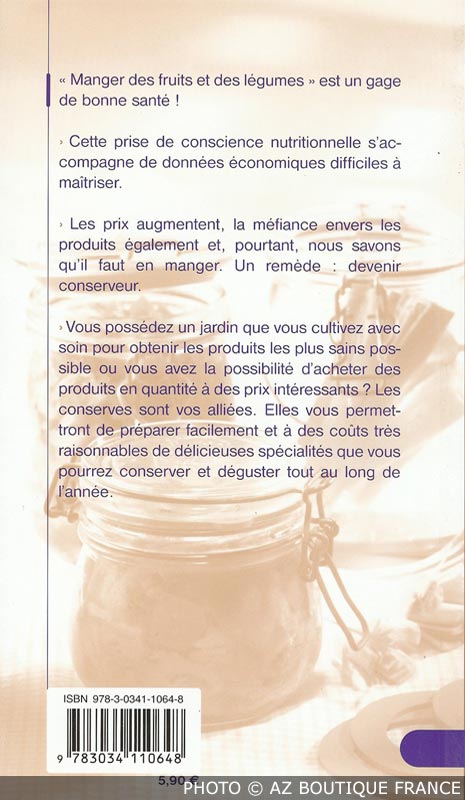 « Manger des fruits et des légumes » est un gage
de bonne santé !
› Cette prise de conscience nutritionnelle s'ac-
compagne de données économiques difficiles à
maîtriser.
› Les prix augmentent, la méfiance envers les
produits également et, pourtant, nous savons
qu'il faut en manger. Un remède : devenir
conserveur.
› Vous possédez un jardin que vous cultivez avec
soin pour obtenir les produits les plus sains pos-
sible ou vous avez la possibilité d'acheter des
produits en quantité à des prix intéressants ? Les
conserves sont vos alliées. Elles vous permet-
tront de préparer facilement et à des coûts très
raisonnables de délicieuses spécialités que vous
pourrez conserver et déguster tout au long de
l'année.
ISBN 978-3-0341-1064-8
9 783034 110648
5,90 €
PHOTO © AZ BOUTIQUE FRANCE